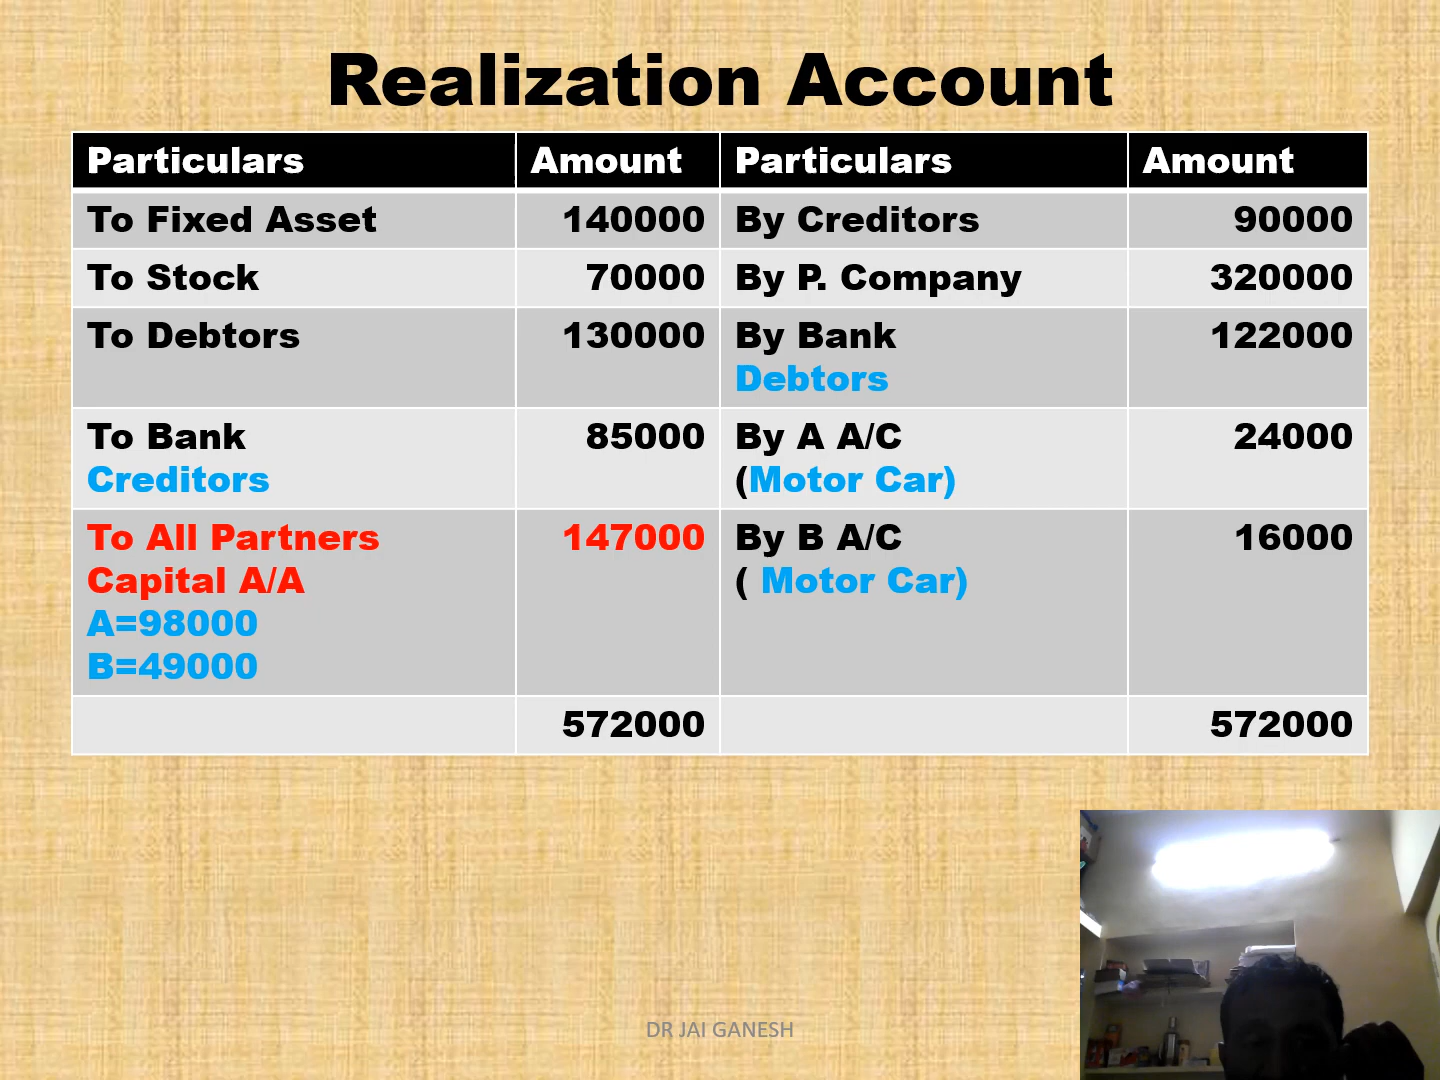 Realization Account
Particulars Amount Particulars Amount
To Fixed Asset 140000 By Creditors 90000
To Stock 70000 By P. Company 320000
To Debtors 130000 By Bank 122000
Debtors
To Bank 85000 By A A/C 24000
Creditors (Motor Car)
To All Partners 147000 By B A/C 16000
Capital A/A ( Motor Car)
A=98000
B=49000
572000 572000
DR JAI GANESH